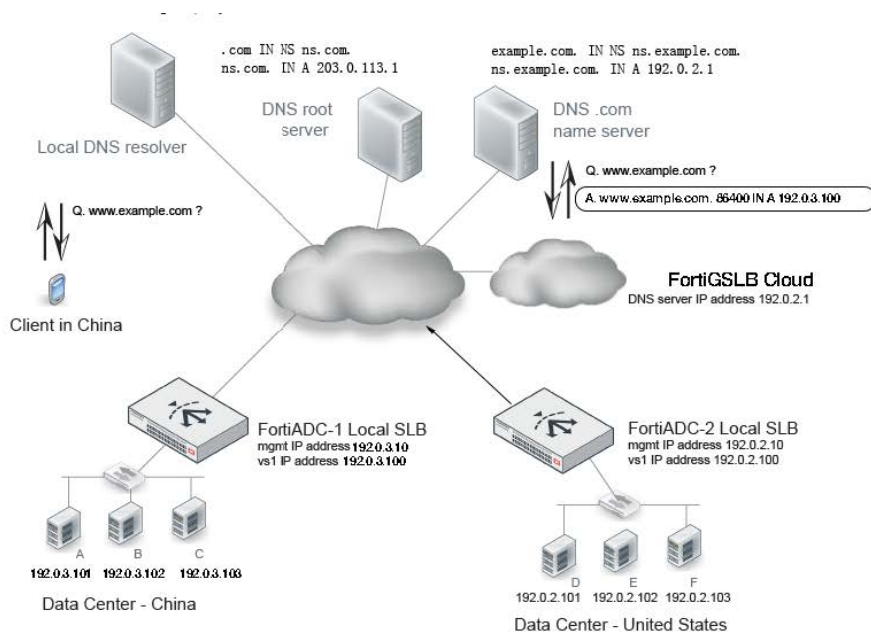 .com IN NS ns.com.
ns.com. IN A 203.0.113.1
example.com. IN NS ns.example.com.
ns.example.com. IN A 192.0.2.1
Local DNS resolver
DNS root
server
DNS .com
name server
Q. www.example.com ?
Q. www.example.com ?
A. www.example.com. 86400 IN A 192.0.3.100
FortiGSLB Cloud
DNS server IP address 192.0.2.1
Client in China
FortiADC-1 Local SLB
mgmt IP address 192.0.3.10
vs1 IP address 192.0.3.100
FortiADC-2 Local SLB
mgmt IP address 192.0.2.10
vs1 IP address 192.0.2.100
A B C
192.0.3.101 192.0.3.102 192.0.3.103
Data Center - China
D E F
192.0.2.101 192.0.2.102 192.0.2.103
Data Center - United States